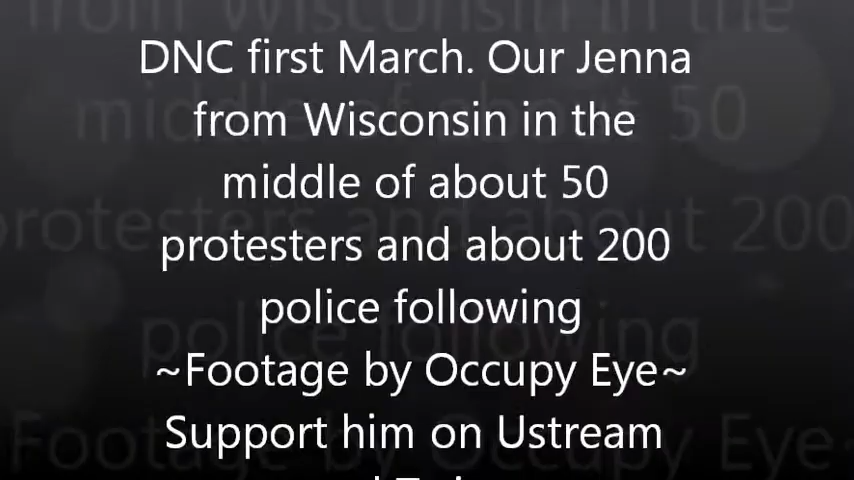 DNC first March. Our Jenna
from Wisconsin in the
middle of about 50
protesters and about 200
police following
~Footage by Occupy Eye~
Support him on Ustream